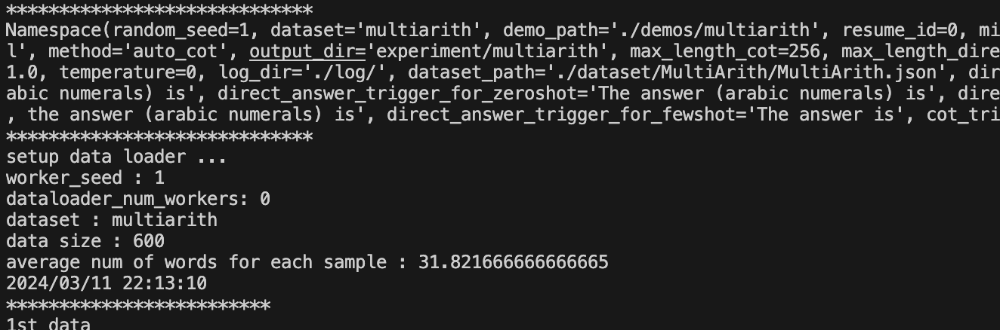 *****************************
Namespace(random_seed=1, dataset='multiarith', demo_path='./demos/multiarith', resume_id=0, mi
l', method='auto_cot', output_dir='experiment/multiarith', max_length_cot=256, max_length_dire
1.0, temperature=0, log_dir='./log/', dataset_path='./dataset/MultiArith/MultiArith.json', dir
abic numerals) is', direct_answer_trigger_for_zeroshot='The answer (arabic numerals) is', dire
, the answer (arabic numerals) is', direct_answer_trigger_for_fewshot='The answer is', cot_tri
*****************************
setup data loader ...
worker_seed : 1
dataloader_num_workers: 0
dataset : multiarith
data size : 600
average num of words for each sample : 31.821666666666665
2024/03/11 22:13:10
*************************
1st data